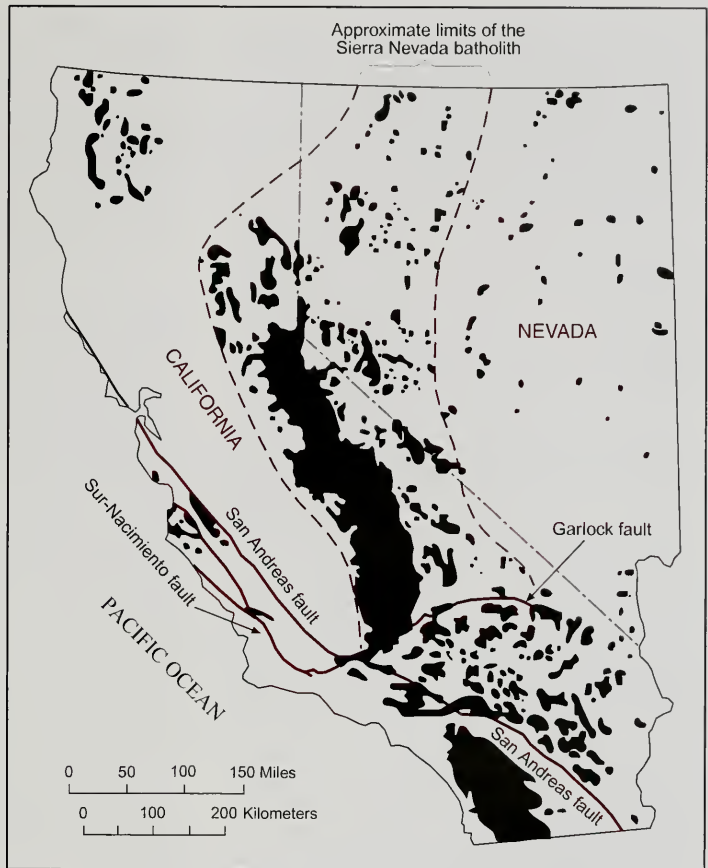 Approximate limits of the
Sierra Nevada batholith
NEVADA
CALIFORNIA
Garlock fault
San Andreas fault
Sur-Nacimiento fault
PACIFIC OCEAN
San Andreas fault
0 50 100 150 Miles
0 100 200 Kilometers